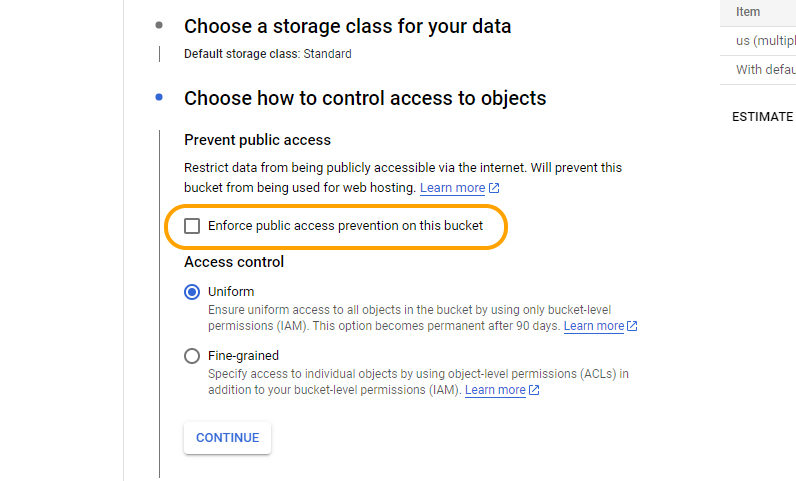 Choose a storage class for your data
Default storage class: Standard
Choose how to control access to objects
Prevent public access
Restrict data from being publicly accessible via the internet. Will prevent this
bucket from being used for web hosting. Learn more
Enforce public access prevention on this bucket
Access control
Uniform
Ensure uniform access to all objects in the bucket by using only bucket-level
permissions (IAM). This option becomes permanent after 90 days. Learn more
Fine-grained
Specify access to individual objects by using object-level permissions (ACLs) in
addition to your bucket-level permissions (IAM). Learn more
CONTINUE
Item
us (multip
With defau
ESTIMATE